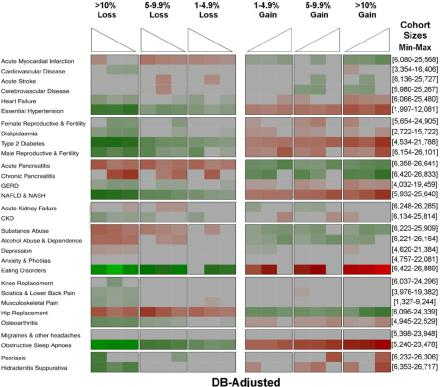 >10% Loss 5-9.9% Loss 1-4.9% Loss 1-4.9% Gain 5-9.9% Gain >10% Gain Cohort Sizes Min-Max
Acute Myocardial Infarction [6,080-25,568]
Cardiovascular Disease [3,354-16,406]
Acute Stroke [6,136-25,727]
Cerebrovascular Disease [5,980-25,267]
Heart Failure [6,066-25,480]
Essential Hypertension [1,997-12,081]
Female Reproductive & Fertility [5,654-24,905]
Dislipidaemia [2,722-15,722]
Type 2 Diabetes [4,534-21,788]
Male Reproductive & Fertility [6,154-26,101]
Acute Pancreatitis [6,358-26,641]
Chronic Pancreatitis [6,420-26,833]
GERD [4,032-19,459]
NAFLD & NASH [5,932-25,640]
Acute Kidney Failure [6,248-26,285]
CKD [6,134-25,814]
Substance Abuse [6,223-25,909]
Alcohol Abuse & Dependence [6,221-26,164]
Depression [4,620-21,384]
Anxiety & Phobias [4,757-22,081]
Eating Disorders [6,422-26,889]
Knee Replacement [6,037-24,296]
Sciatica & Lower Back Pain [3,976-19,382]
Musculoskeletal Pain [1,327-9,244]
Hip Replacement [6,096-24,339]
Osteoarthritis [4,945-22,529]
Migraines & other headaches [5,398-23,948]
Obstructive Sleep Apnoea [5,240-23,478]
Psoriasis [6,232-26,306]
Hidradenitis Suppurativa [6,353-26,717]
DB-Adjusted